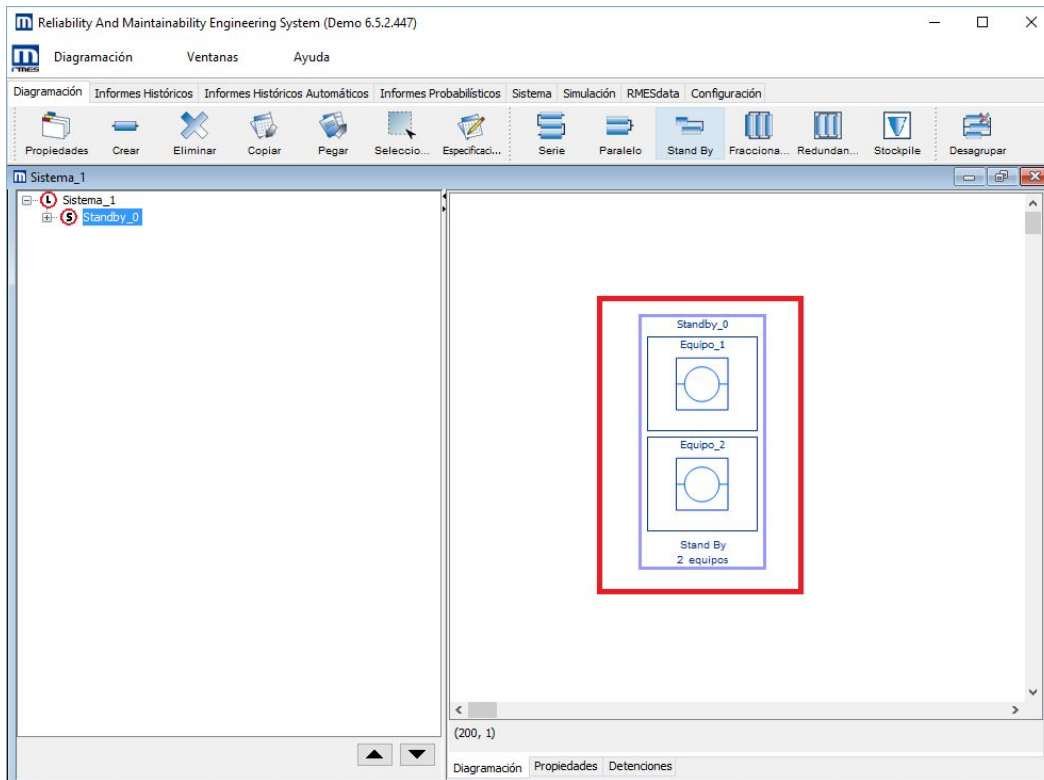 Reliability And Maintainability Engineering System (Demo 6.5.2.447)
rmes Diagramación Ventanas Ayuda
Diagramación Informes Históricos Informes Históricos Automáticos Informes Probabilísticos Sistema Simulación RMESdata Configuración
Propiedades Crear Eliminar Copiar Pegar Seleccio... Especificaci... Serie Paralelo Stand By Fracciona... Redundan... Stockpile Desagrupar
Sistema_1
L Sistema_1
S Standby_0
Standby_0
Equipo_1
Equipo_2
Stand By
2 equipos
(200, 1)
Diagramación Propiedades Detenciones